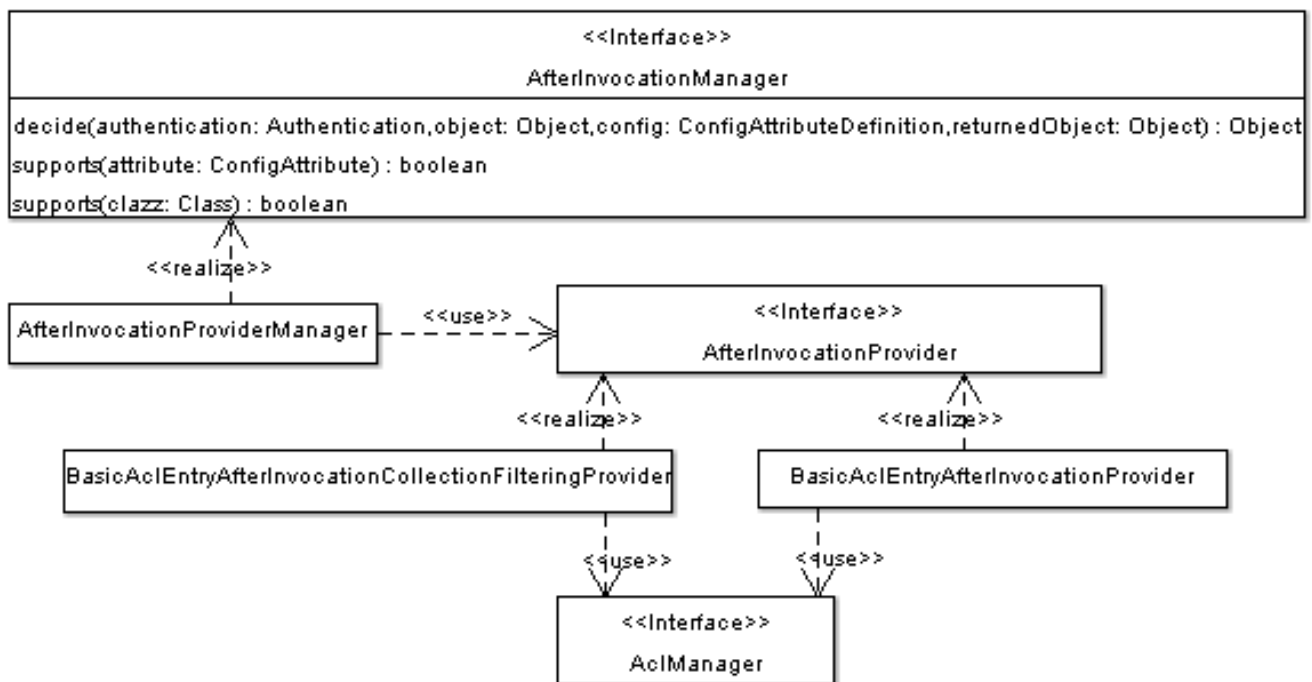 <<Interface>>
AfterInvocationManager
decide(authentication: Authentication,object: Object,config: ConfigAttributeDefinition,returnedObject: Object) : Object
supports(attribute: ConfigAttribute) : boolean
supports(clazz: Class) : boolean
<<realize>>
AfterInvocationProviderManager
<<use>>
<<Interface>>
AfterInvocationProvider
<<realize>>
<<realize>>
BasicAclEntryAfterInvocationCollectionFilteringProvider
BasicAclEntryAfterInvocationProvider
<<use>>
<<use>>
<<Interface>>
AclManager